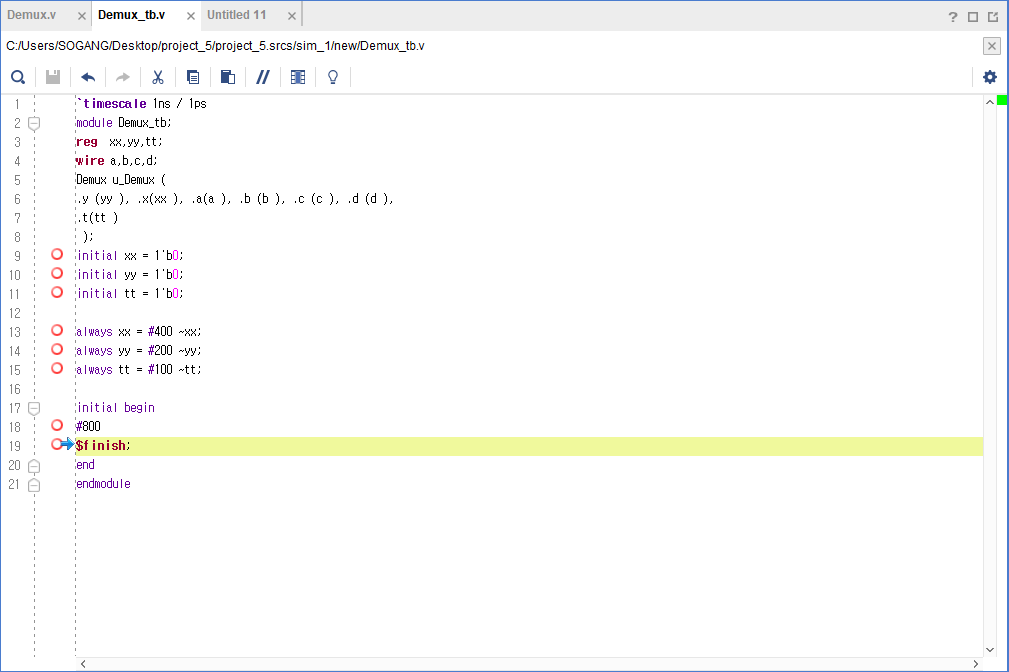 Demux.v × Demux_tb.v × Untitled 11 ×
?
C:/Users/SOGANG/Desktop/project_5/project_5.srcs/sim_1/new/Demux_tb.v
//
1 `timescale 1ns / 1ps
2 module Demux_tb;
3 reg xx,yy,tt;
4 wire a,b,c,d;
5 Demux u_Demux (
6 .y (yy ), .x(xx ), .a(a ), .b (b ), .c (c ), .d (d ),
7 .t(tt )
8 );
9 initial xx = 1'b0;
10 initial yy = 1'b0;
11 initial tt = 1'b0;
12
13 always xx = #400 ~xx;
14 always yy = #200 ~yy;
15 always tt = #100 ~tt;
16
17 initial begin
18 #800
19 $finish;
20 end
21 endmodule